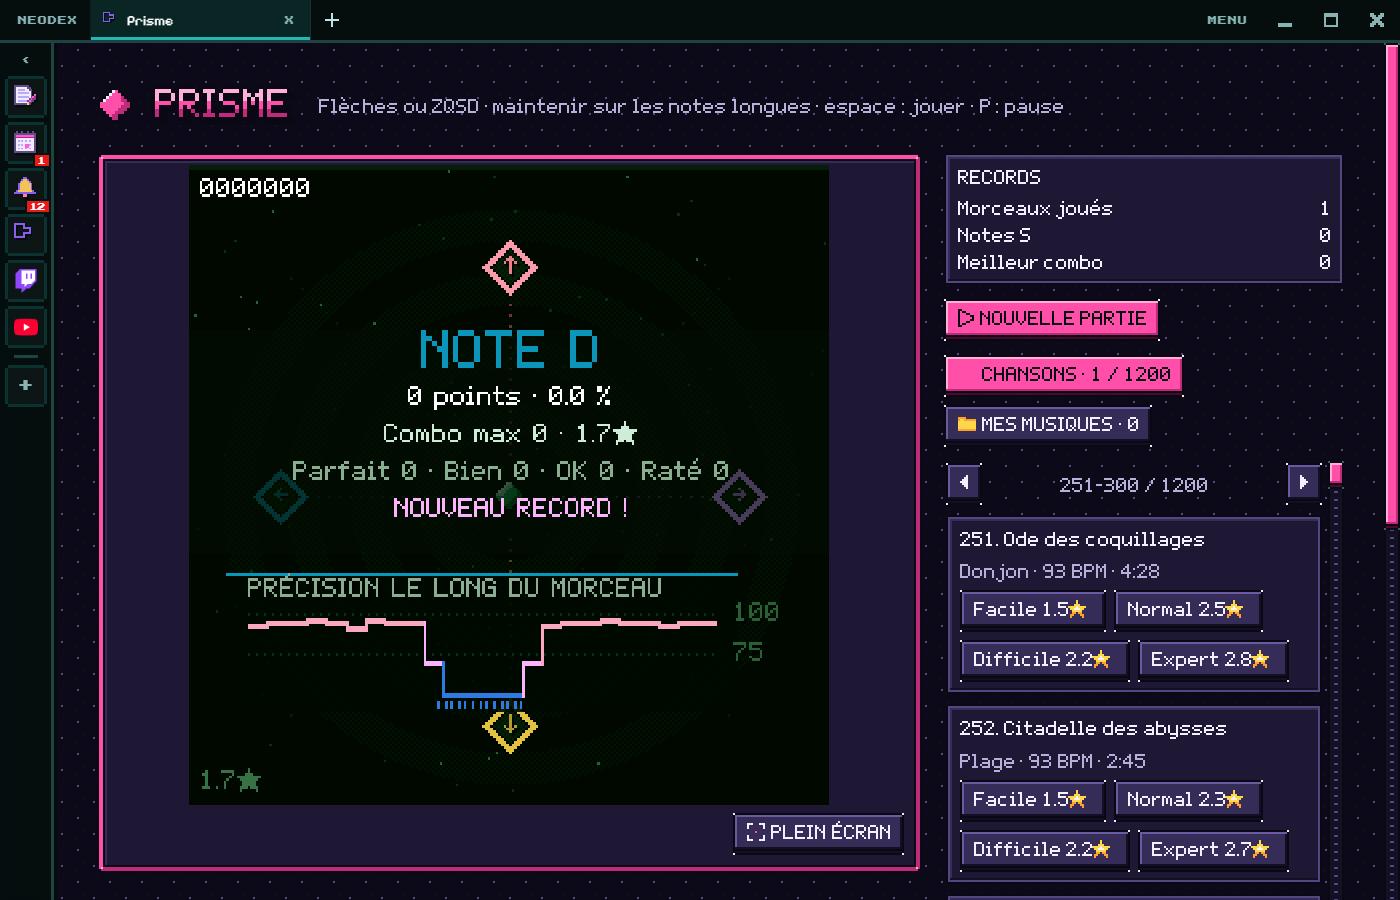 NEODEX
Prisme
MENU
1
12
PRISME
Flèches ou ZQSD · maintenir sur les notes longues · espace : jouer · P : pause
0000000
NOTE D
0 points · 0.0 %
Combo max 0 · 1.7★
Parfait 0 · Bien 0 · OK 0 · Raté 0
NOUVEAU RECORD !
PRÉCISION LE LONG DU MORCEAU
100
75
1.7★
PLEIN ÉCRAN
RECORDS
Morceaux joués 1
Notes S 0
Meilleur combo 0
NOUVELLE PARTIE
CHANSONS · 1 / 1200
MES MUSIQUES · 0
251-300 / 1200
251. Ode des coquillages
Donjon · 93 BPM · 4:28
Facile 1.5⭐ Normal 2.5⭐
Difficile 2.2⭐ Expert 2.8⭐
252. Citadelle des abysses
Plage · 93 BPM · 2:45
Facile 1.5⭐ Normal 2.3⭐
Difficile 2.2⭐ Expert 2.7⭐